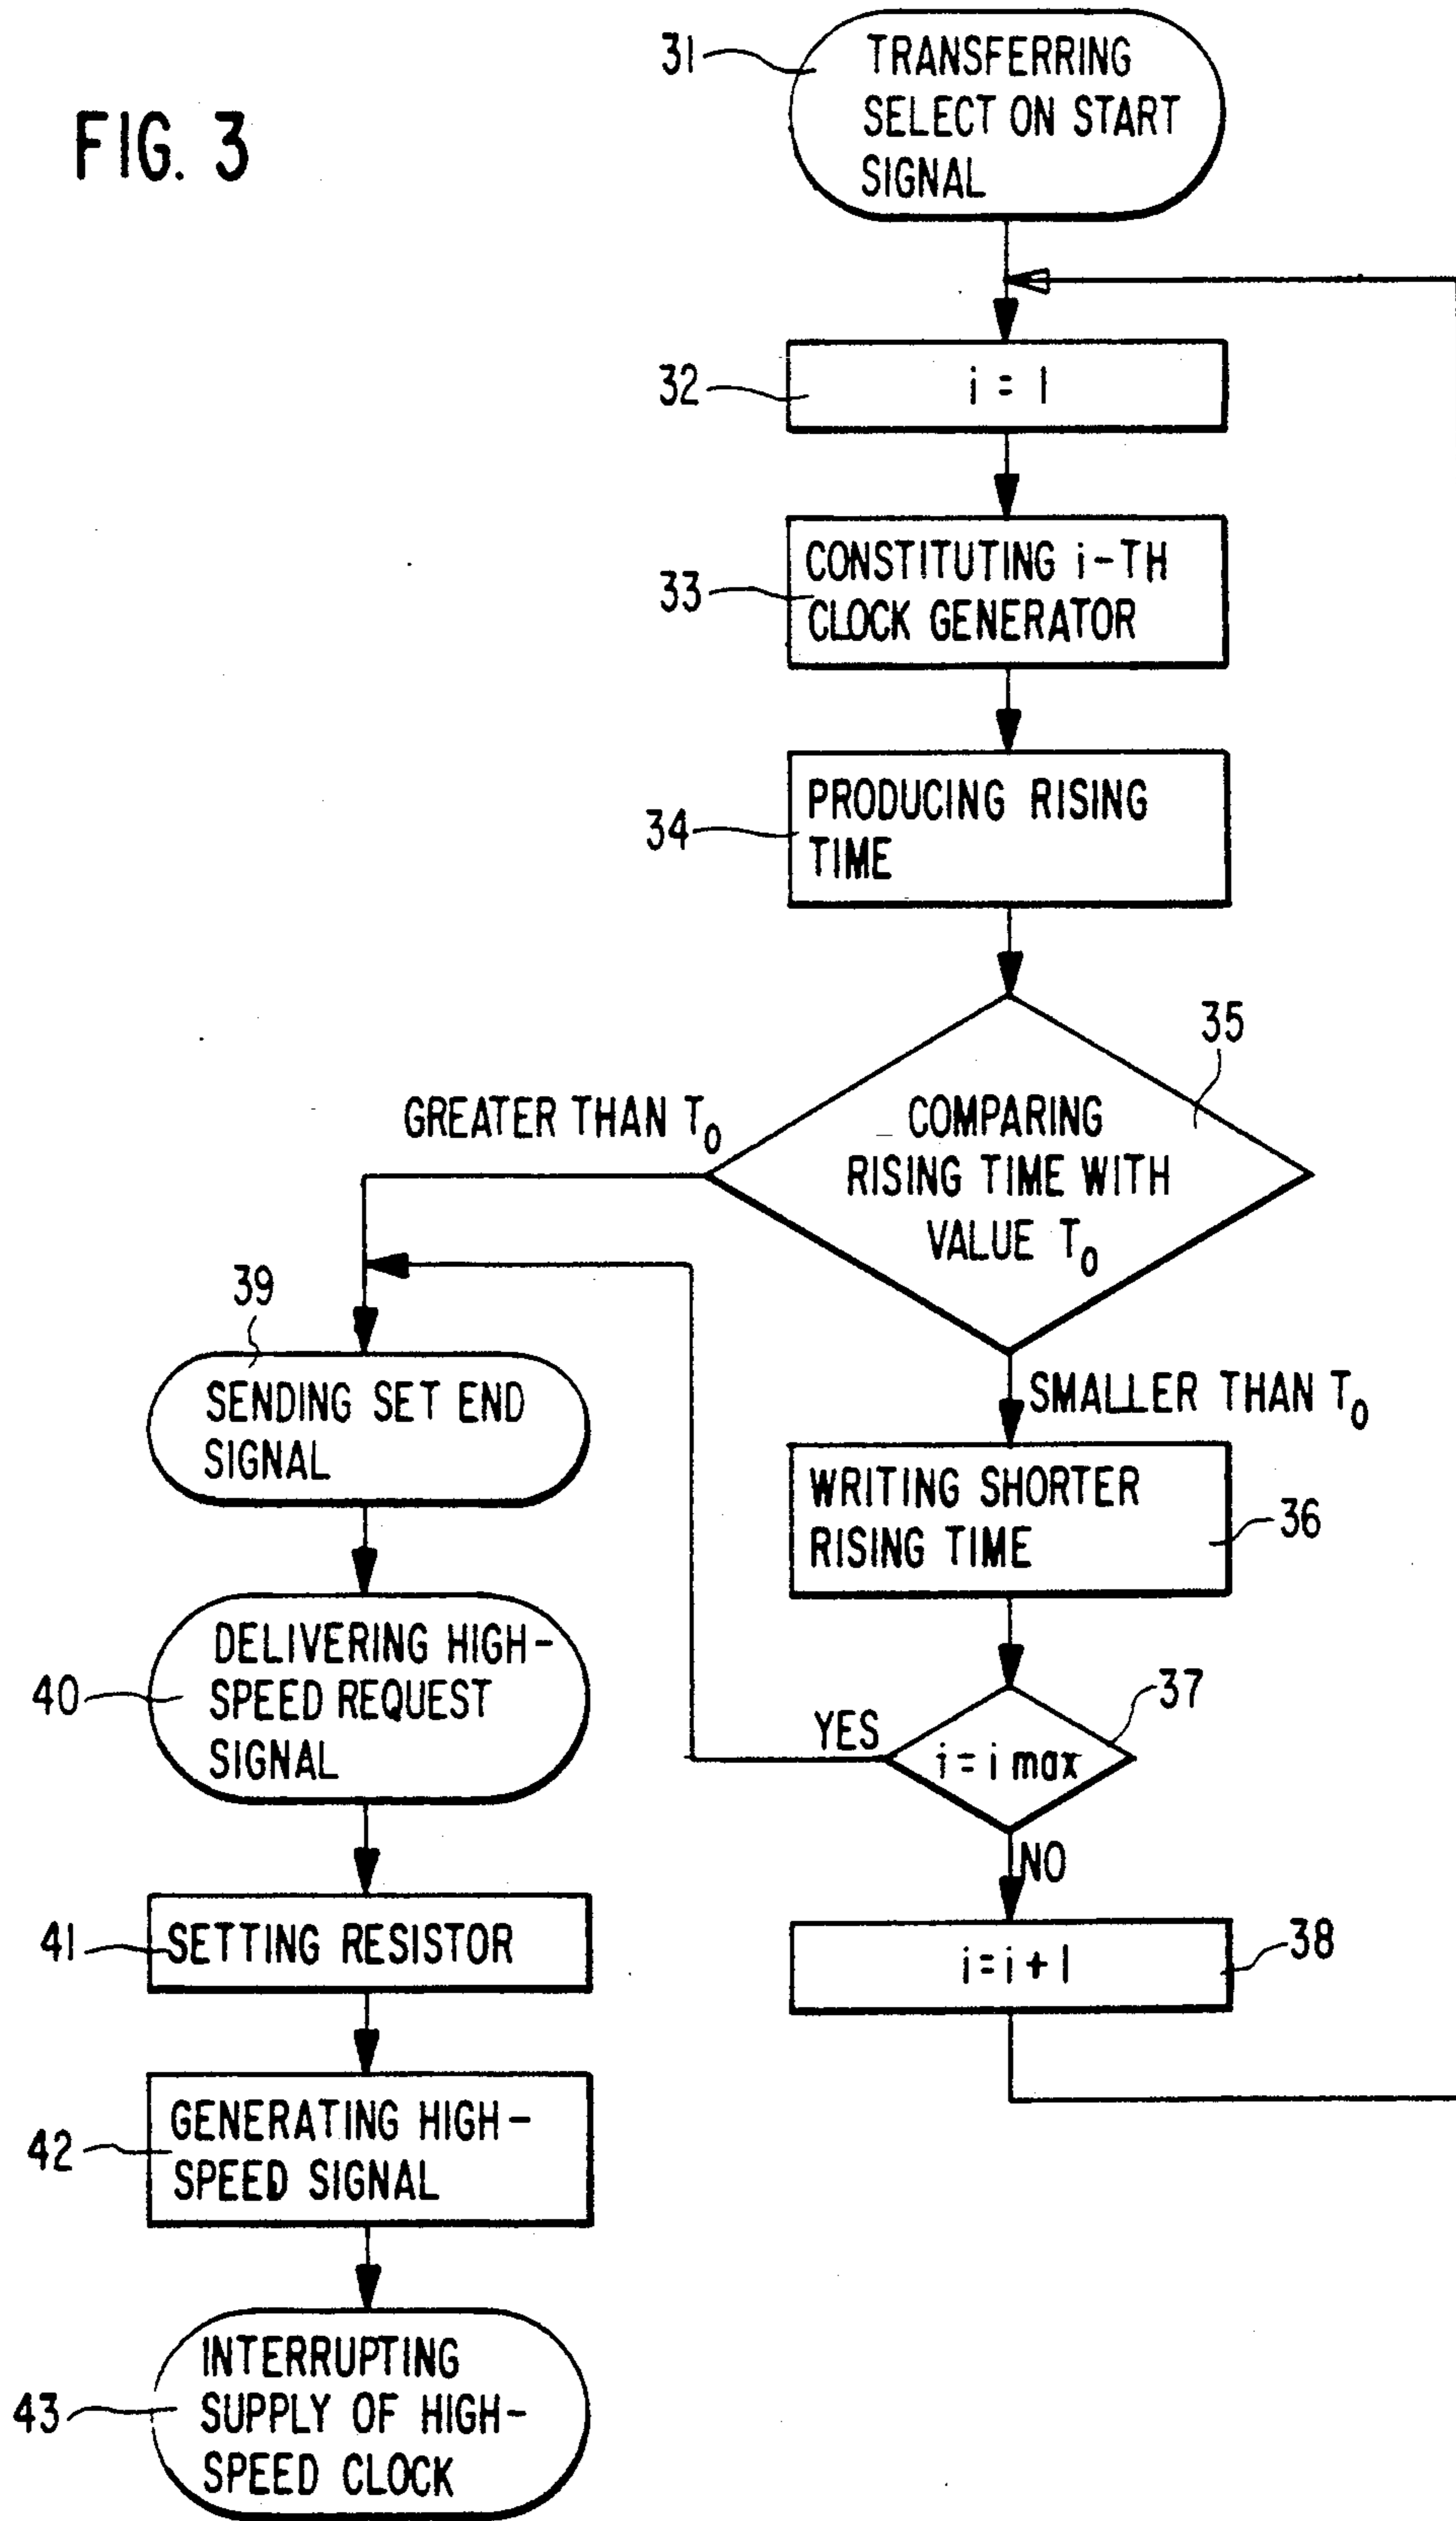 FIG. 3
31
TRANSFERRING
SELECT ON START
SIGNAL
32
i = 1
33
CONSTITUTING i-TH
CLOCK GENERATOR
34
PRODUCING RISING
TIME
35
COMPARING
RISING TIME WITH
VALUE T0
GREATER THAN T0
SMALLER THAN T0
36
WRITING SHORTER
RISING TIME
37
i = i max
YES
NO
38
i = i + 1
39
SENDING SET END
SIGNAL
40
DELIVERING HIGH-
SPEED REQUEST
SIGNAL
41
SETTING RESISTOR
42
GENERATING HIGH-
SPEED SIGNAL
43
INTERRUPTING
SUPPLY OF HIGH-
SPEED CLOCK